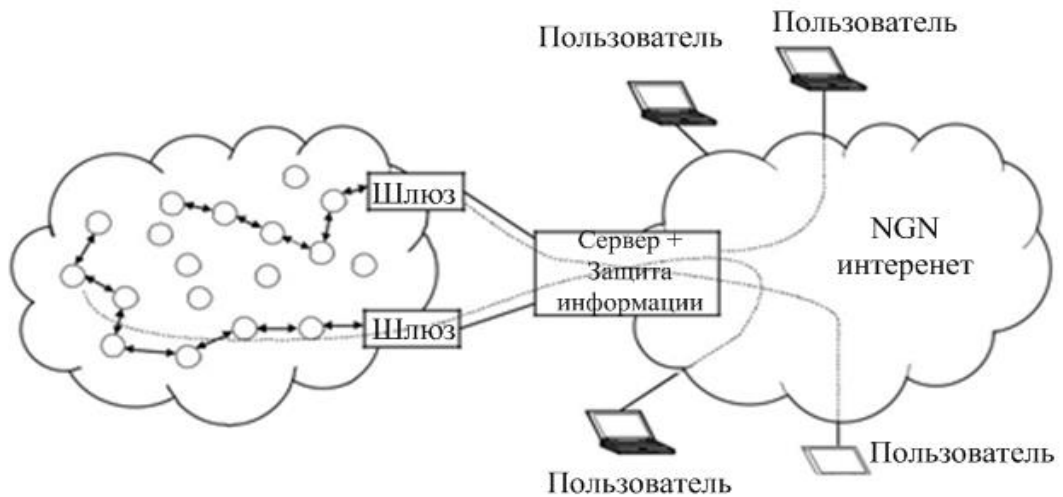 Пользователь
Пользователь
Шлюз
Сервер +
Защита
информации
NGN
интеренет
Шлюз
Пользователь
Пользователь